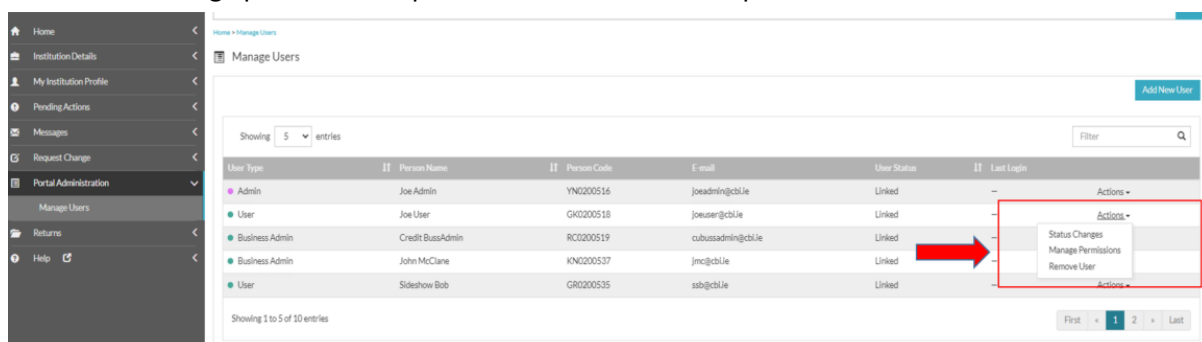 Home
Institution Details
My Institution Profile
Pending Actions
Messages
Request Change
Portal Administration
Manage Users
Returns
Help
Home > Manage Users
Manage Users
Add New User
Showing 5 entries
Filter
User Type Person Name Person Code E-mail User Status Last Login
Admin Joe Admin YN0200516 joeadmin@cbi.ie Linked -- Actions
User Joe User GK0200518 joeuser@cbi.ie Linked -- Actions
Business Admin Credit BussAdmin RC0200519 cubussadmin@cbi.ie Linked --
Business Admin John McClane KN0200537 jmc@cbi.ie Linked --
User Sideshow Bob GR0200535 ssb@cbi.ie Linked -- Actions
Status Changes
Manage Permissions
Remove User
Showing 1 to 5 of 10 entries
First « 1 2 » Last